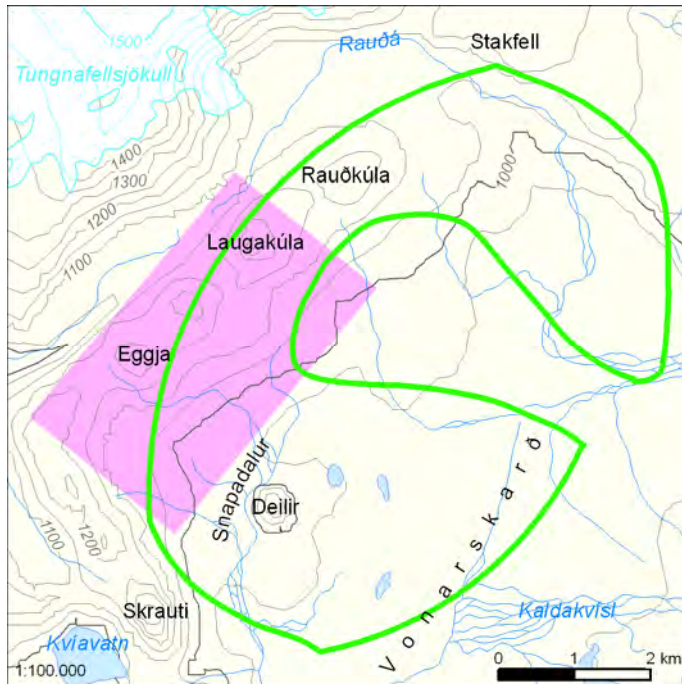 Stakfell
Rauðá
1500
Tungnafellsjökull
1400
1300
Rauðkúla
1000
1200
Laugakúla
1100
Eggja
Snapadalur
Vonarskarð
Deilir
1100
1200
Skrauti
Kaldakvísl
Kvíavatn
1:100.000
0 1 2 km